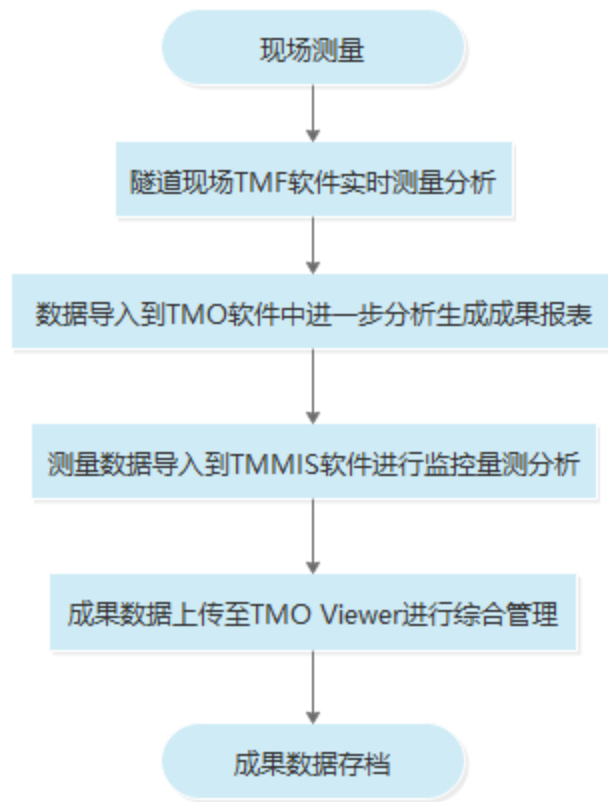 现场测量
隧道现场TMF软件实时测量分析
数据导入到TMO软件中进一步分析生成成果报表
测量数据导入到TMMIS软件进行监控量测分析
成果数据上传至TMO Viewer进行综合管理
成果数据存档